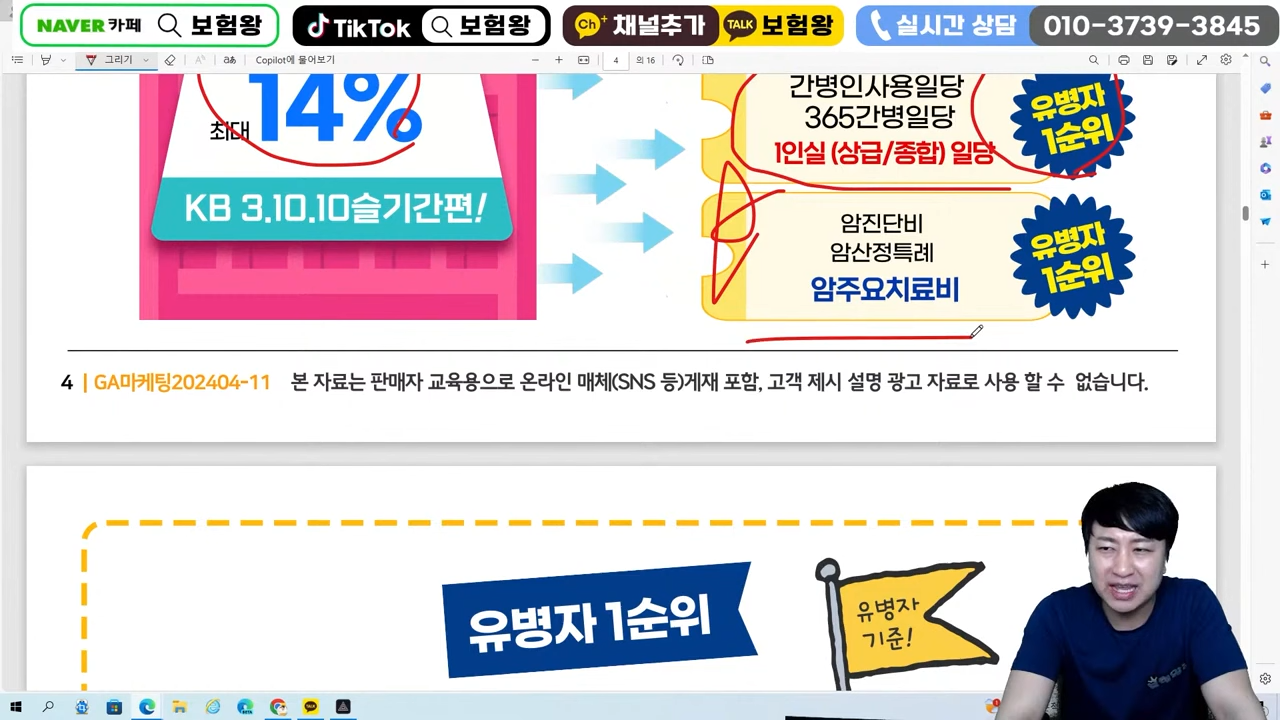 NAVER 카페 보험왕
TikTok 보험왕
Ch+ 채널추가 TALK 보험왕
실시간 상담 010-3739-3845
그리기
가あ
Copilot에 물어보기
4 의 16
최대 14%
KB 3.10.10슬기간편!
간병인사용일당
365간병일당
1인실 (상급/종합) 일당
유병자
1순위
암진단비
암산정특례
암주요치료비
유병자
1순위
4 | GA마케팅202404-11 본 자료는 판매자 교육용으로 온라인 매체(SNS 등)게재 포함, 고객 제시 설명 광고 자료로 사용 할 수 없습니다.
유병자 1순위
유병자
기준!